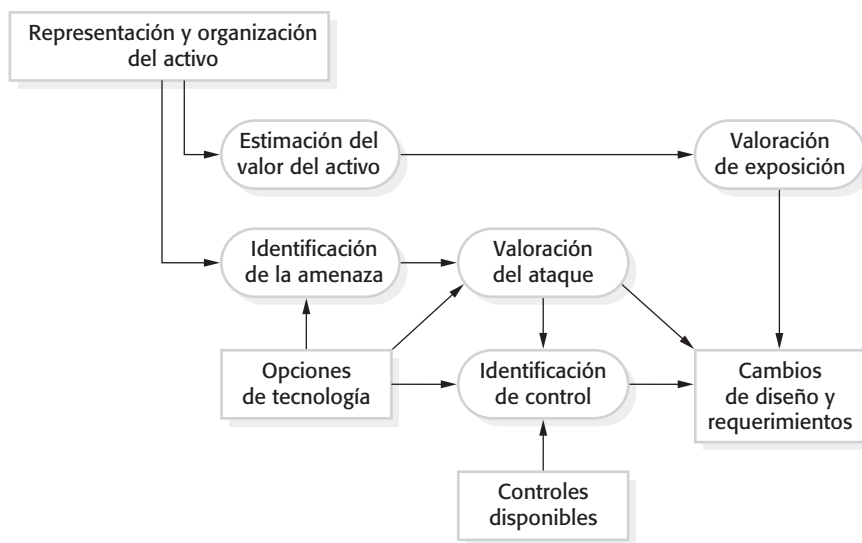 Representación y organización
del activo
Estimación del
valor del activo
Valoración
de exposición
Identificación
de la amenaza
Valoración
del ataque
Opciones
de tecnología
Identificación
de control
Cambios
de diseño y
requerimientos
Controles
disponibles